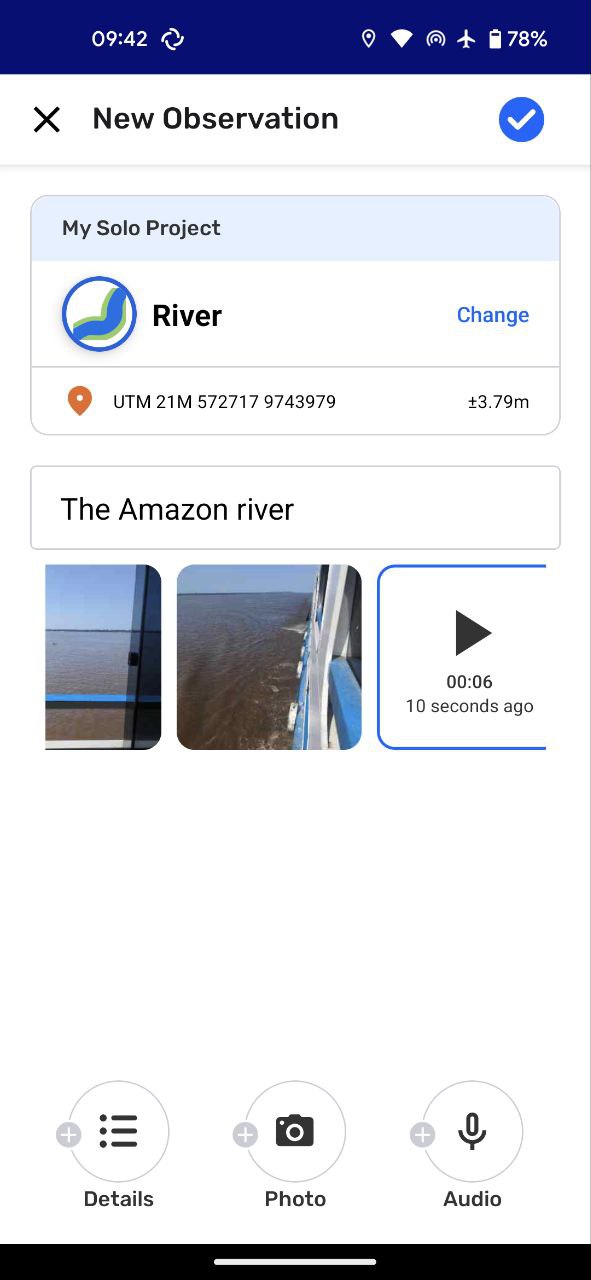 09:42
78%
New Observation
My Solo Project
River
Change
UTM 21M 572717 9743979
±3.79m
The Amazon river
00:06
10 seconds ago
Details
Photo
Audio